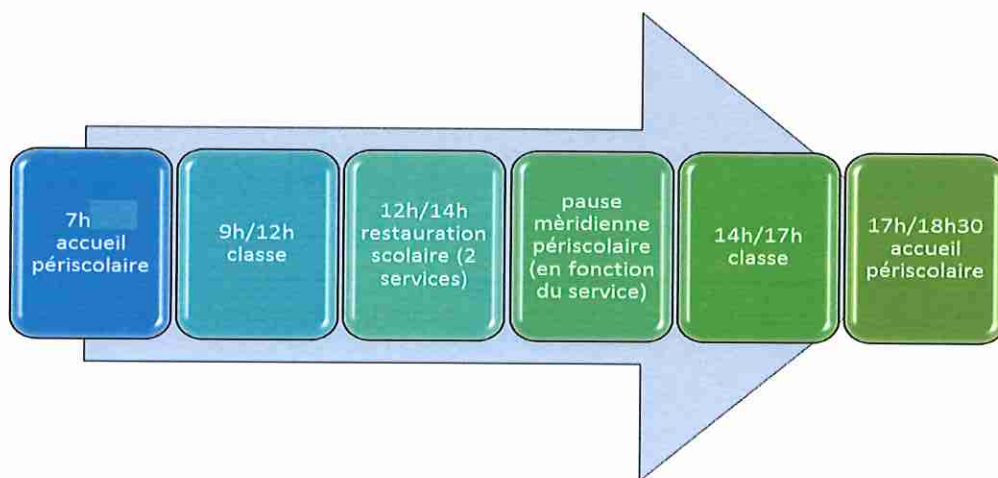 7h
accueil
périscolaire
9h/12h
classe
12h/14h
restauration
scolaire (2
services)
pause
mèridienne
périscolaire
(en fonction
du service)
14h/17h
classe
17h/18h30
accueil
périscolaire